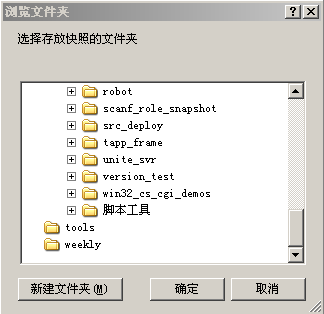 浏览文件夹
选择存放快照的文件夹
robot
scanf_role_snapshot
src_deploy
tapp_frame
unite_svr
version_test
win32_cs_cgi_demos
脚本工具
tools
weekly
新建文件夹(M) 确定 取消